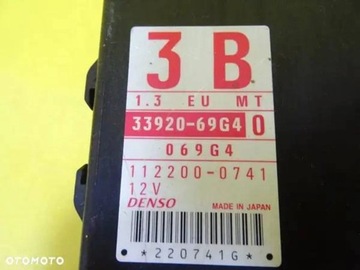 3 B
1.3 EU MT
33920-69G4 0
069G4
112200-0741
12V
DENSO MADE IN JAPAN
*220741G*
OTOMOTO